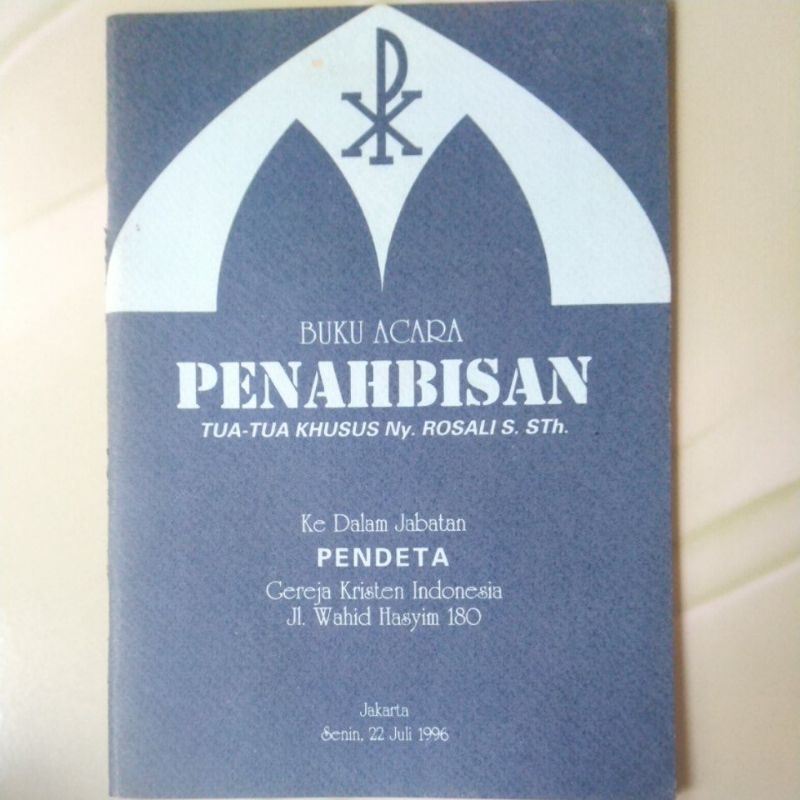 BUKU ACARA
PENAHBISAN
TUA-TUA KHUSUS Ny. ROSALI S. STh.
Ke Dalam Jabatan
PENDETA
Gereja Kristen Indonesia
Jl. Wahid Hasyim 180
Jakarta
Senin, 22 Juli 1996